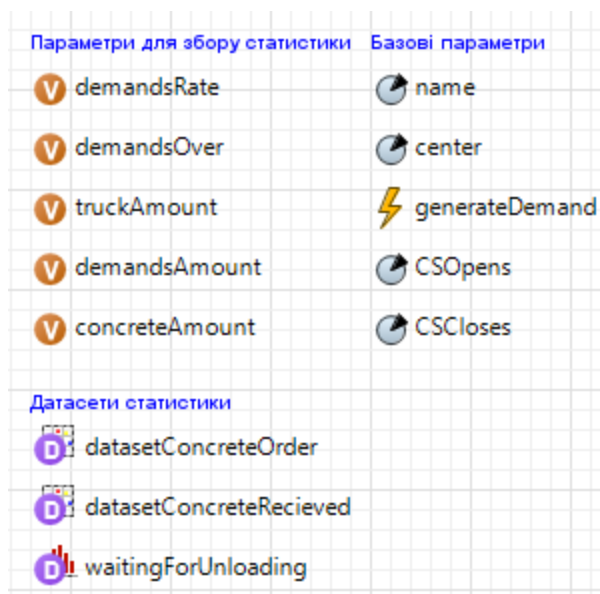 Параметри для збору статистики
demandsRate
demandsOver
truckAmount
demandsAmount
concreteAmount
Базові параметри
name
center
generateDemand
CSOpens
CSCloses
Датасети статистики
datasetConcreteOrder
datasetConcreteRecieved
waitingForUnloading